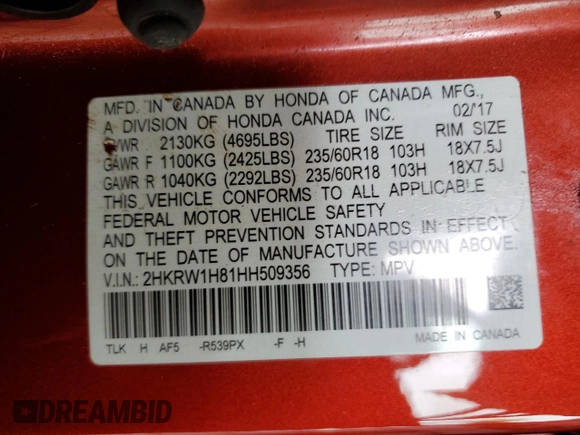 MFD. IN CANADA BY HONDA OF CANADA MFG.,
A DIVISION OF HONDA CANADA INC. 02/'17
GVWR 2130KG (4695LBS) TIRE SIZE RIM SIZE
GAWR F 1100KG (2425LBS) 235/60R18 103H 18X7.5J
GAWR R 1040KG (2292LBS) 235/60R18 103H 18X7.5J
THIS VEHICLE CONFORMS TO ALL APPLICABLE
FEDERAL MOTOR VEHICLE SAFETY
AND THEFT PREVENTION STANDARDS IN EFFECT
ON THE DATE OF MANUFACTURE SHOWN ABOVE.
V.I.N.: 2HKRW1H81HH509356 TYPE: MPV
TLK H AF5 -R539PX -F -H MADE IN CANADA
DREAMBID